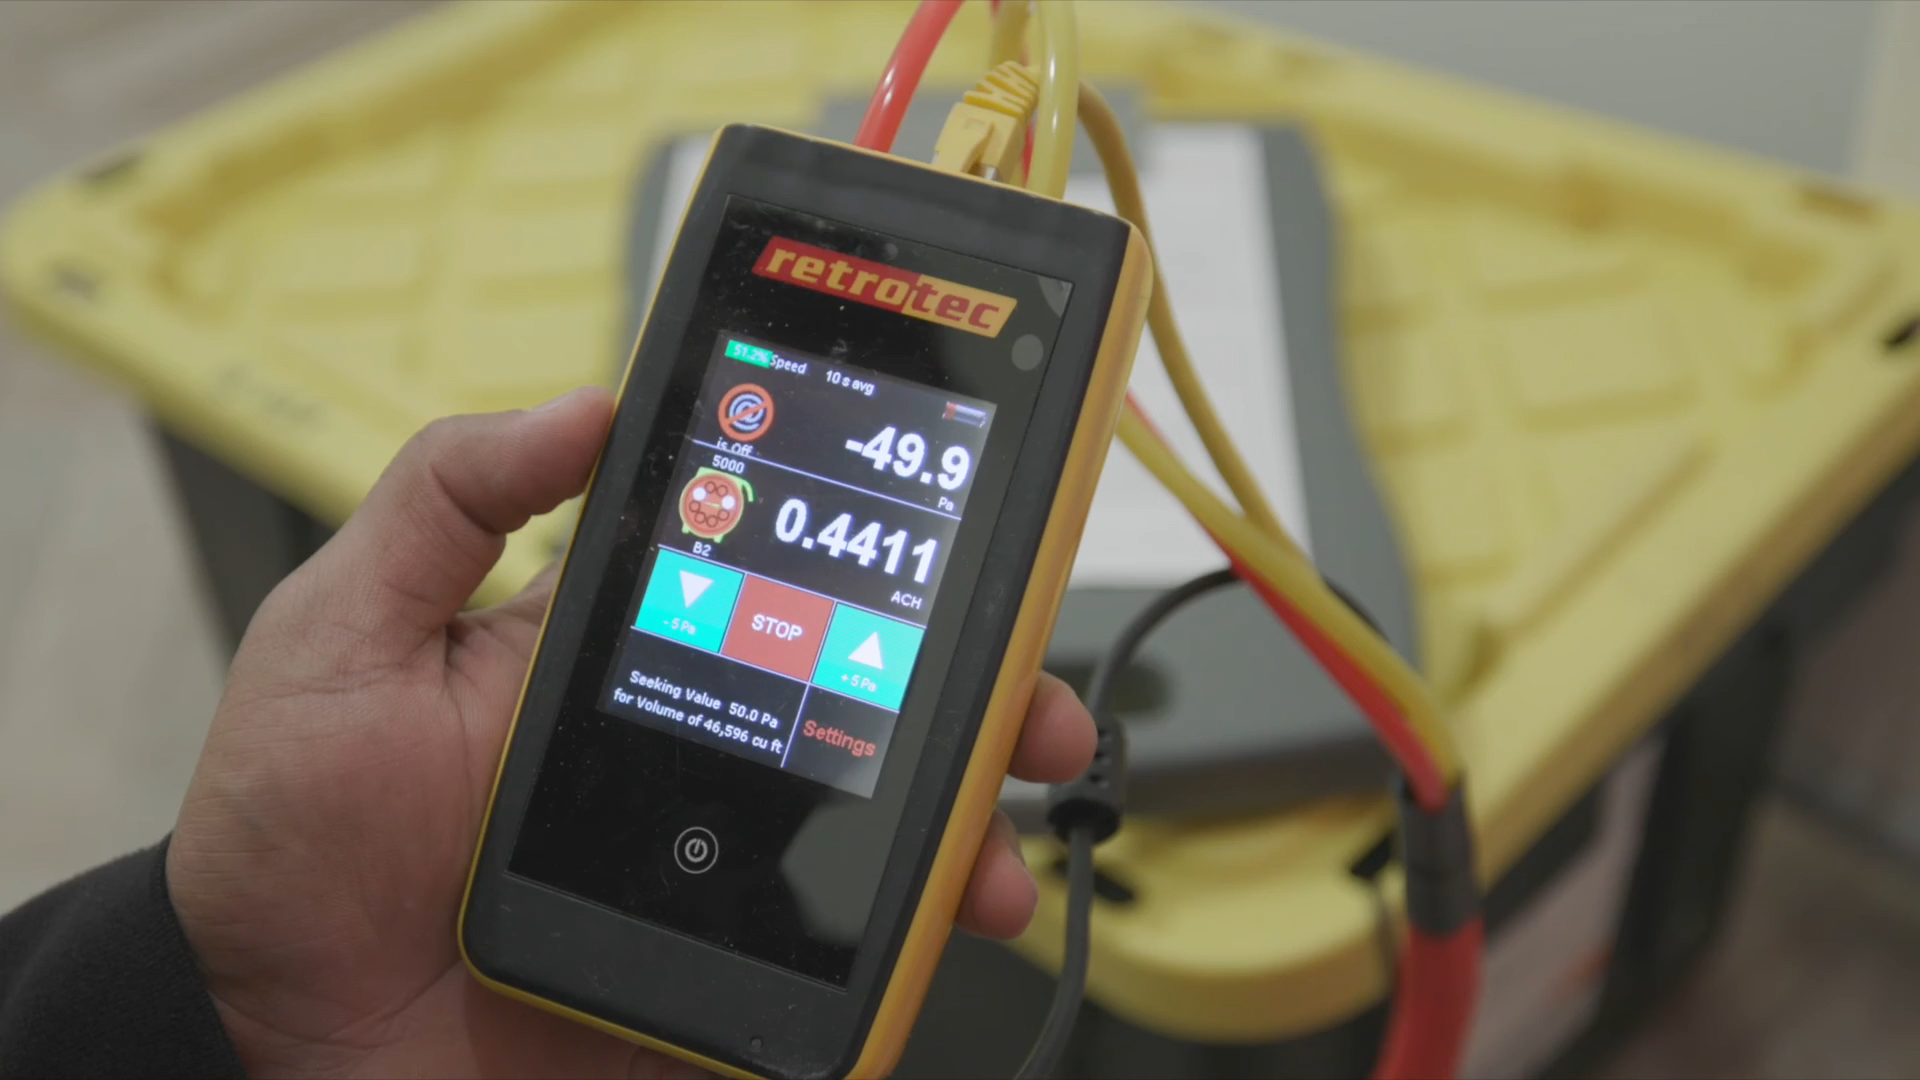 retrotec
51.2% Speed 10 s avg
@
is Off
-49.9
Pa
5000
0.4411
B2
ACH
- 5 Pa
STOP
+ 5 Pa
Seeking Value 50.0 Pa
for Volume of 46,596 cu ft
Settings